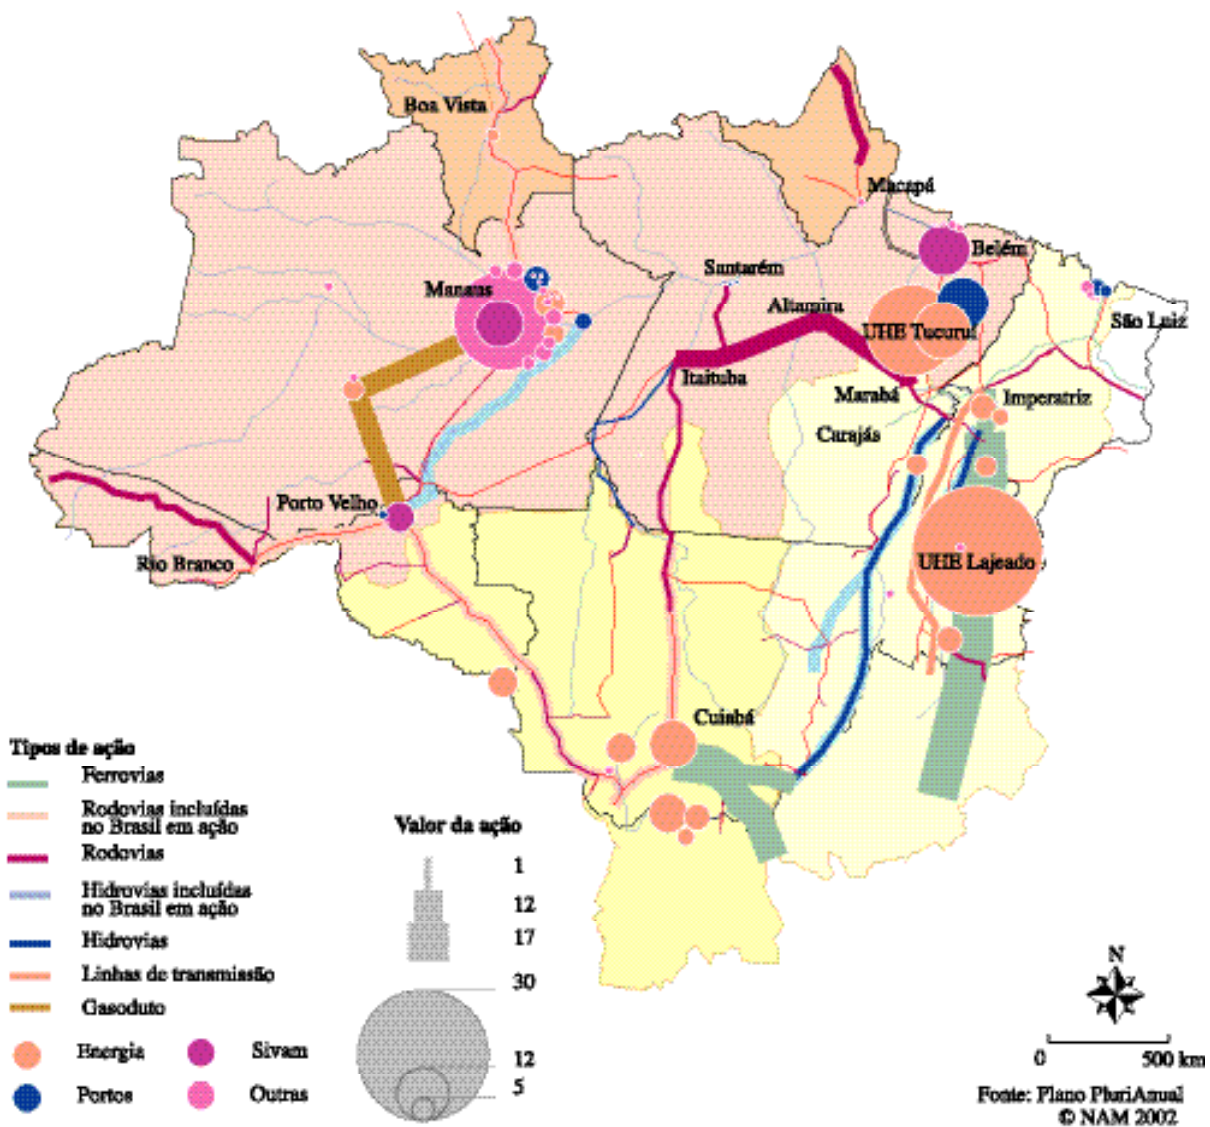 Boa Vista
Macapá
Belém
Santarém
Manaus
Altamira
São Luiz
UHE Tucuruí
Itaituba
Marabá
Imperatriz
Carajás
Porto Velho
Rio Branco
UHE Lajeado
Cuiabá
Tipos de ação
Ferrovias
Rodovias incluídas
no Brasil em ação
Rodovias
Hidrovias incluídas
no Brasil em ação
Hidrovias
Linhas de transmissão
Gasoduto
Energia
Sivam
Portos
Outras
Valor da ação
1
12
17
30
12
5
N
0
500 km
Fonte: Plano PluriAnual
© NAM 2002